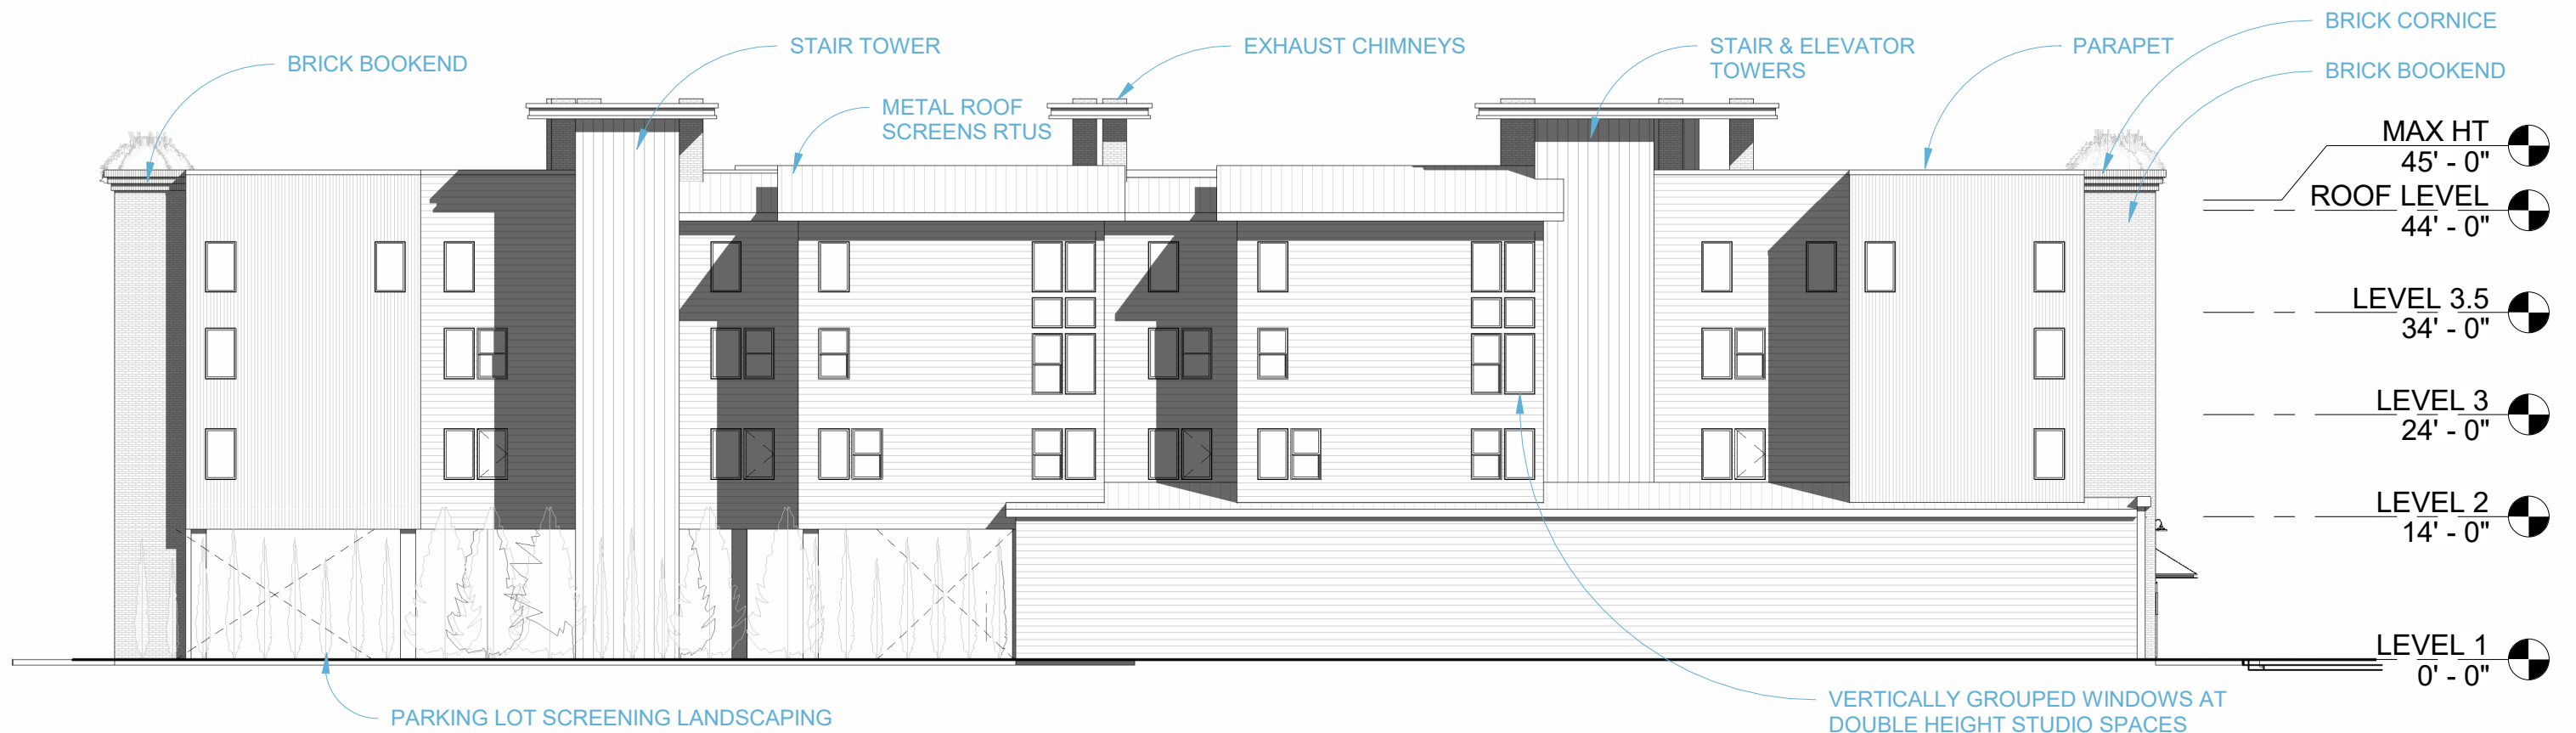 BRICK CORNICE
STAIR TOWER
EXHAUST CHIMNEYS
STAIR & ELEVATOR
TOWERS
PARAPET
BRICK BOOKEND
BRICK BOOKEND
METAL ROOF
SCREENS RTUS
MAX HT
45' - 0"
ROOF LEVEL
44' - 0"
LEVEL 3.5
34' - 0"
LEVEL 3
24' - 0"
LEVEL 2
14' - 0"
LEVEL 1
0' - 0"
PARKING LOT SCREENING LANDSCAPING
VERTICALLY GROUPED WINDOWS AT
DOUBLE HEIGHT STUDIO SPACES